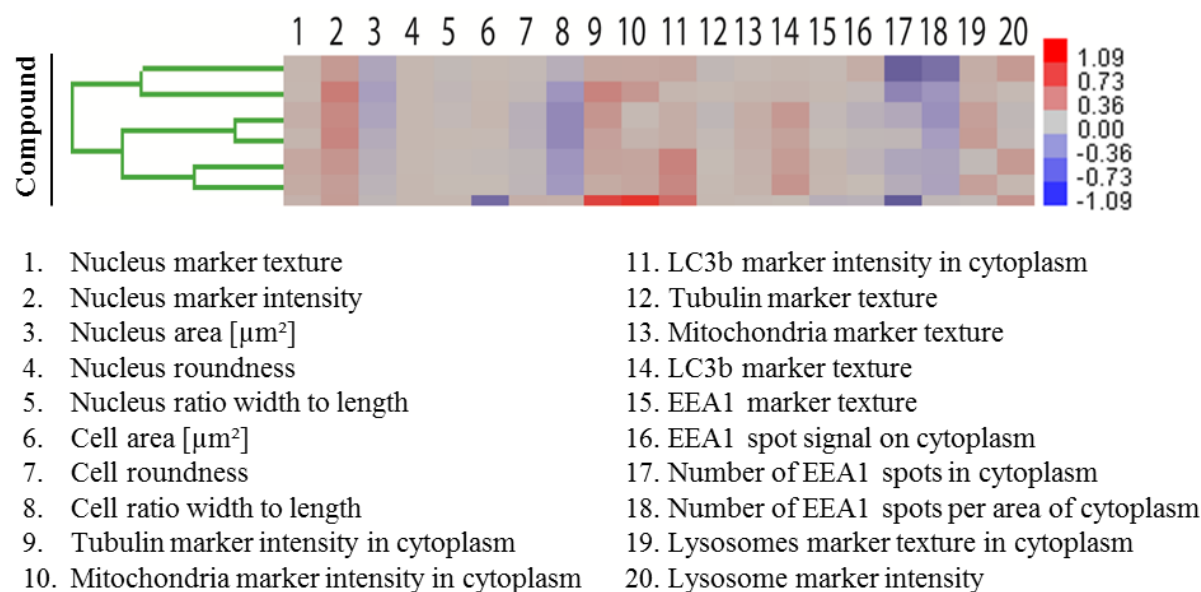 1 2 3 4 5 6 7 8 9 10 11 12 13 14 15 16 17 18 19 20
Compound
1.09
0.73
0.36
0.00
-0.36
-0.73
-1.09
1. Nucleus marker texture
2. Nucleus marker intensity
3. Nucleus area [µm²]
4. Nucleus roundness
5. Nucleus ratio width to length
6. Cell area [µm²]
7. Cell roundness
8. Cell ratio width to length
9. Tubulin marker intensity in cytoplasm
10. Mitochondria marker intensity in cytoplasm
11. LC3b marker intensity in cytoplasm
12. Tubulin marker texture
13. Mitochondria marker texture
14. LC3b marker texture
15. EEA1 marker texture
16. EEA1 spot signal on cytoplasm
17. Number of EEA1 spots in cytoplasm
18. Number of EEA1 spots per area of cytoplasm
19. Lysosomes marker texture in cytoplasm
20. Lysosome marker intensity